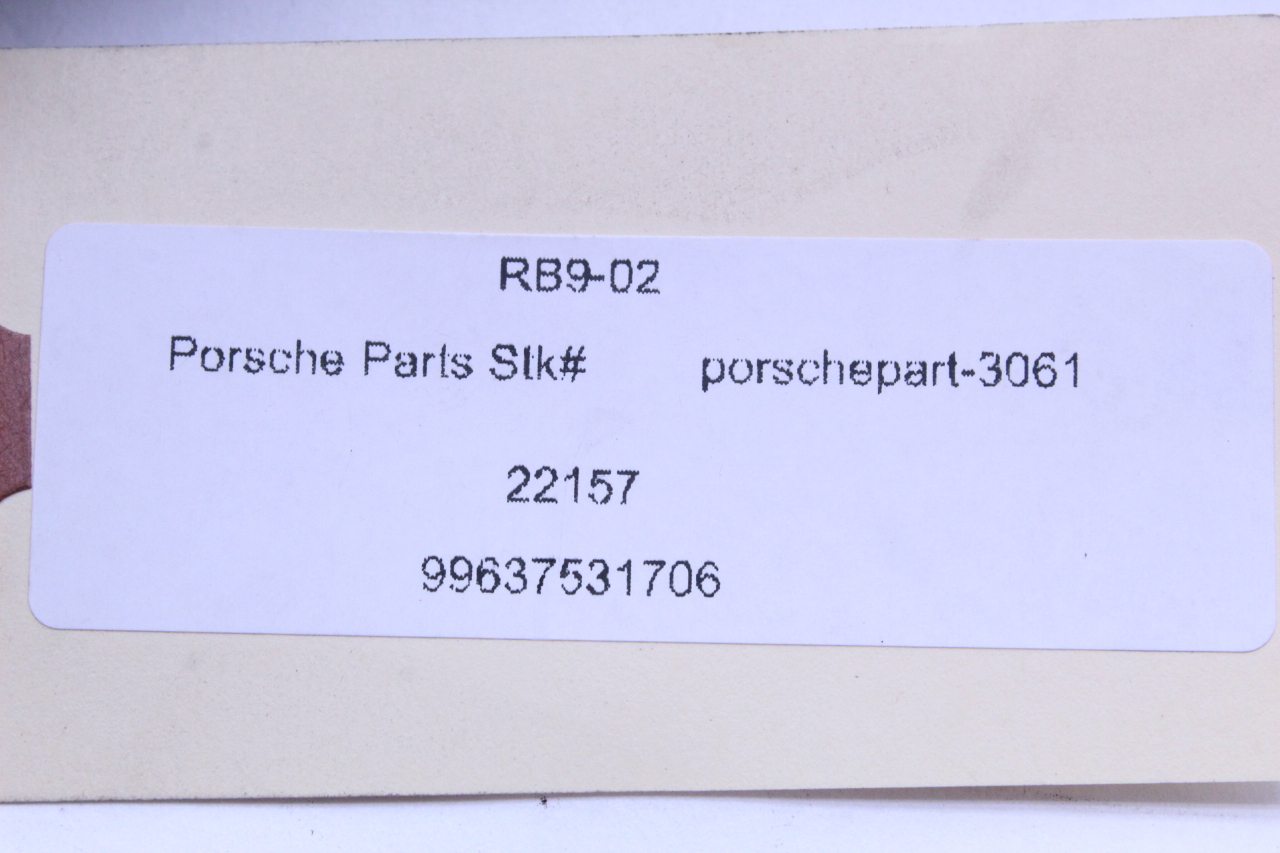 RB9-02
Porsche Parts Stk# porschepart-3061
22157
99637531706